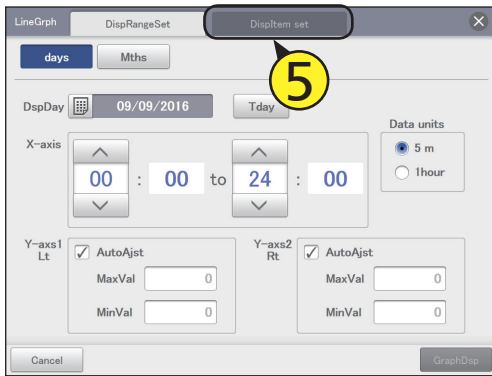 LineGrph DispRangeSet DispItem set
5
days Mths
DspDay 09/09/2016 Tday
Data units
X-axis
5 m
1hour
00 : 00 to 24 : 00
Y-axs1 Lt AutoAjst
MaxVal 0
MinVal 0
Y-axs2 Rt AutoAjst
MaxVal 0
MinVal 0
Cancel GraphDsp